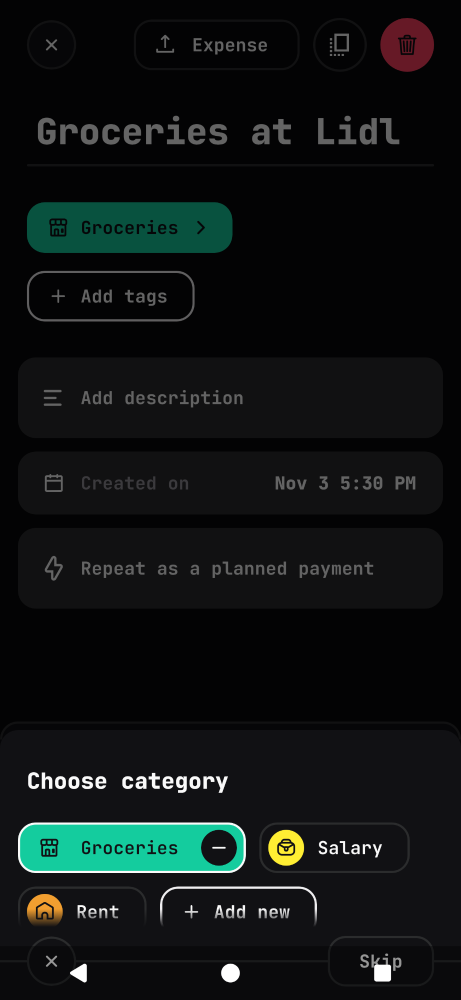 Expense
Groceries at Lidl
Groceries
Add tags
Add description
Created on Nov 3 5:30 PM
Repeat as a planned payment
Choose category
Groceries Salary
Rent Add new
Skip